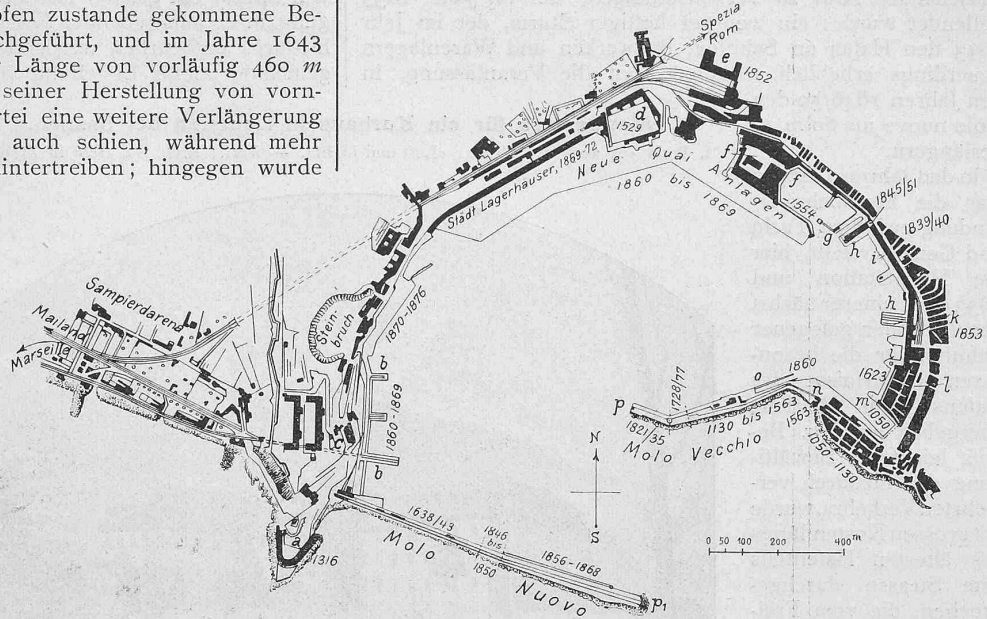 ofen zustande gekommene Be-
chgeführt, und im Jahre 1643
Länge von vorläufig 460 m
seiner Herstellung von vorn-
tei eine weitere Verlängerung
auch schien, während mehr
intertreiben; hingegen wurde
Spezia
Rom.
e
1852
d
1529
Städt Lagerhäuser, 1869-72
Neue Quai Anlagen
1860 bis 1869
f
f
1554
g
h
i
1845/51
1839/40
h
k
1853
i
l
1623
m
1050
Sampierdarena
Mailand
Marseille
Steinbruch
1870-1876
b
1860-1869
c
b
a
1316
p
1821/35
1728/77
o
1860
n
1130 bis 1563
1563
1050-1130
Molo Vecchio
N
S
0 50 100 200 400m
1638/43
1846
bis
1850
1856-1868
Molo Nuovo
p1